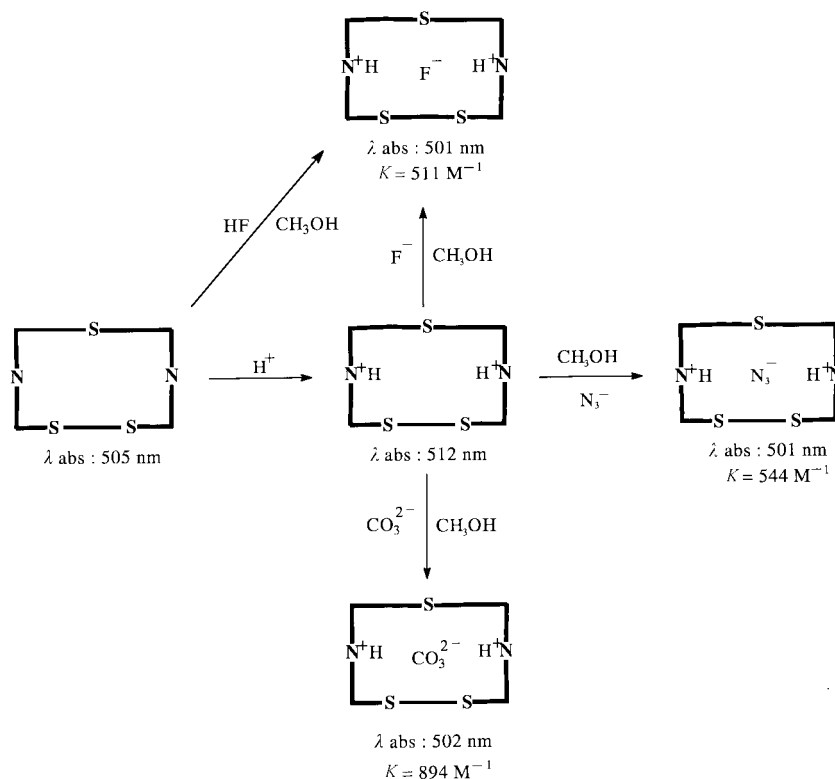 S
N⁺H F⁻ H⁺N
S S
λ abs : 501 nm
K = 511 M⁻¹
HF CH₃OH
F⁻ CH₃OH
S
N N
S S
λ abs : 505 nm
H⁺
S
N⁺H H⁺N
S S
λ abs : 512 nm
CH₃OH
N₃⁻
S
N⁺H N₃⁻ H⁺N
S S
λ abs : 501 nm
K = 544 M⁻¹
CO₃²⁻ CH₃OH
S
N⁺H CO₃²⁻ H⁺N
S S
λ abs : 502 nm
K = 894 M⁻¹